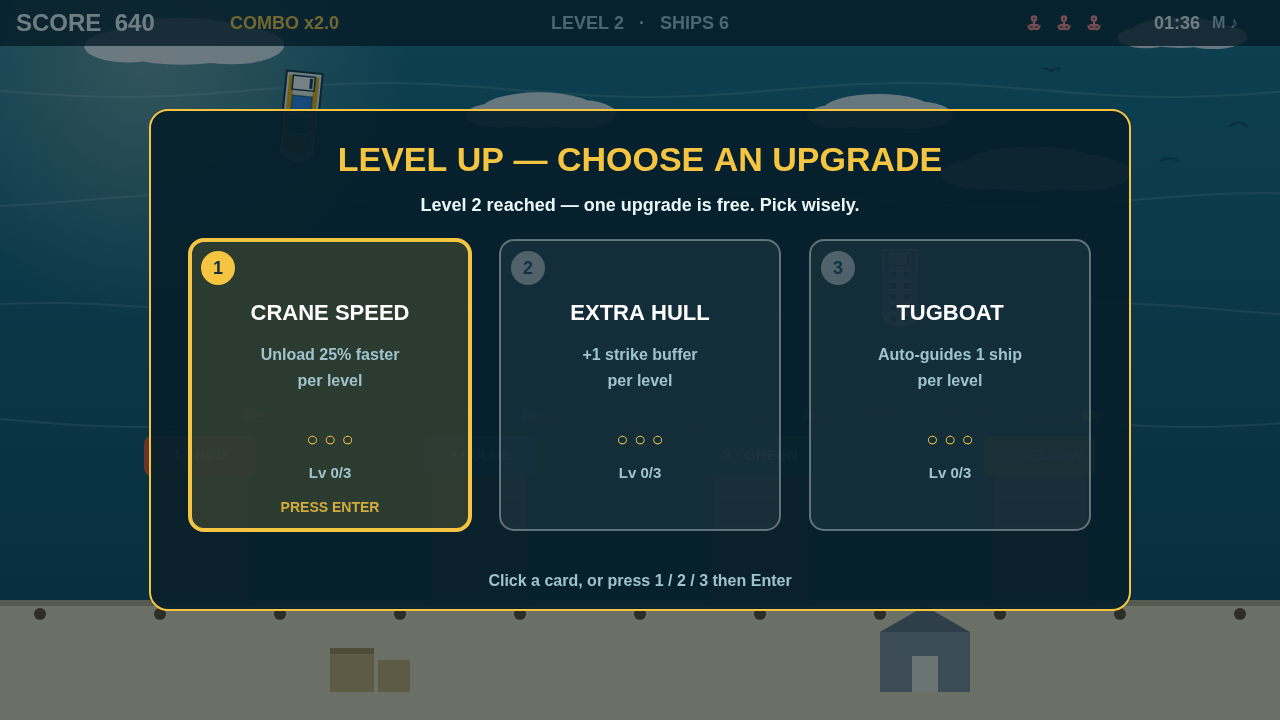 SCORE 640 COMBO x2.0 LEVEL 2 · SHIPS 6 01:36 M ♪
LEVEL UP — CHOOSE AN UPGRADE
Level 2 reached — one upgrade is free. Pick wisely.
1
CRANE SPEED
Unload 25% faster
per level
Lv 0/3
PRESS ENTER
2
EXTRA HULL
+1 strike buffer
per level
Lv 0/3
3
TUGBOAT
Auto-guides 1 ship
per level
Lv 0/3
Click a card, or press 1 / 2 / 3 then Enter